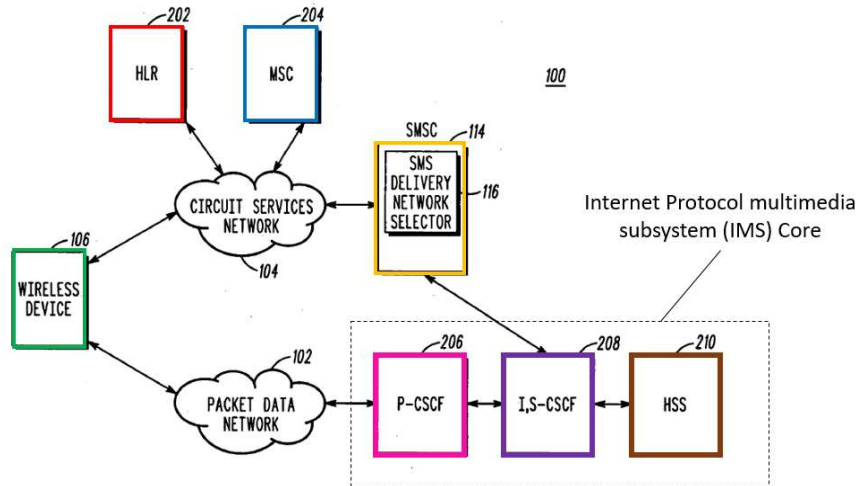 202
204
HLR
MSC
100
SMSC
114
SMS
DELIVERY
NETWORK
SELECTOR
116
CIRCUIT SERVICES
NETWORK
104
Internet Protocol multimedia
subsystem (IMS) Core
106
WIRELESS
DEVICE
102
PACKET DATA
NETWORK
206
208
210
P-CSCF
I,S-CSCF
HSS